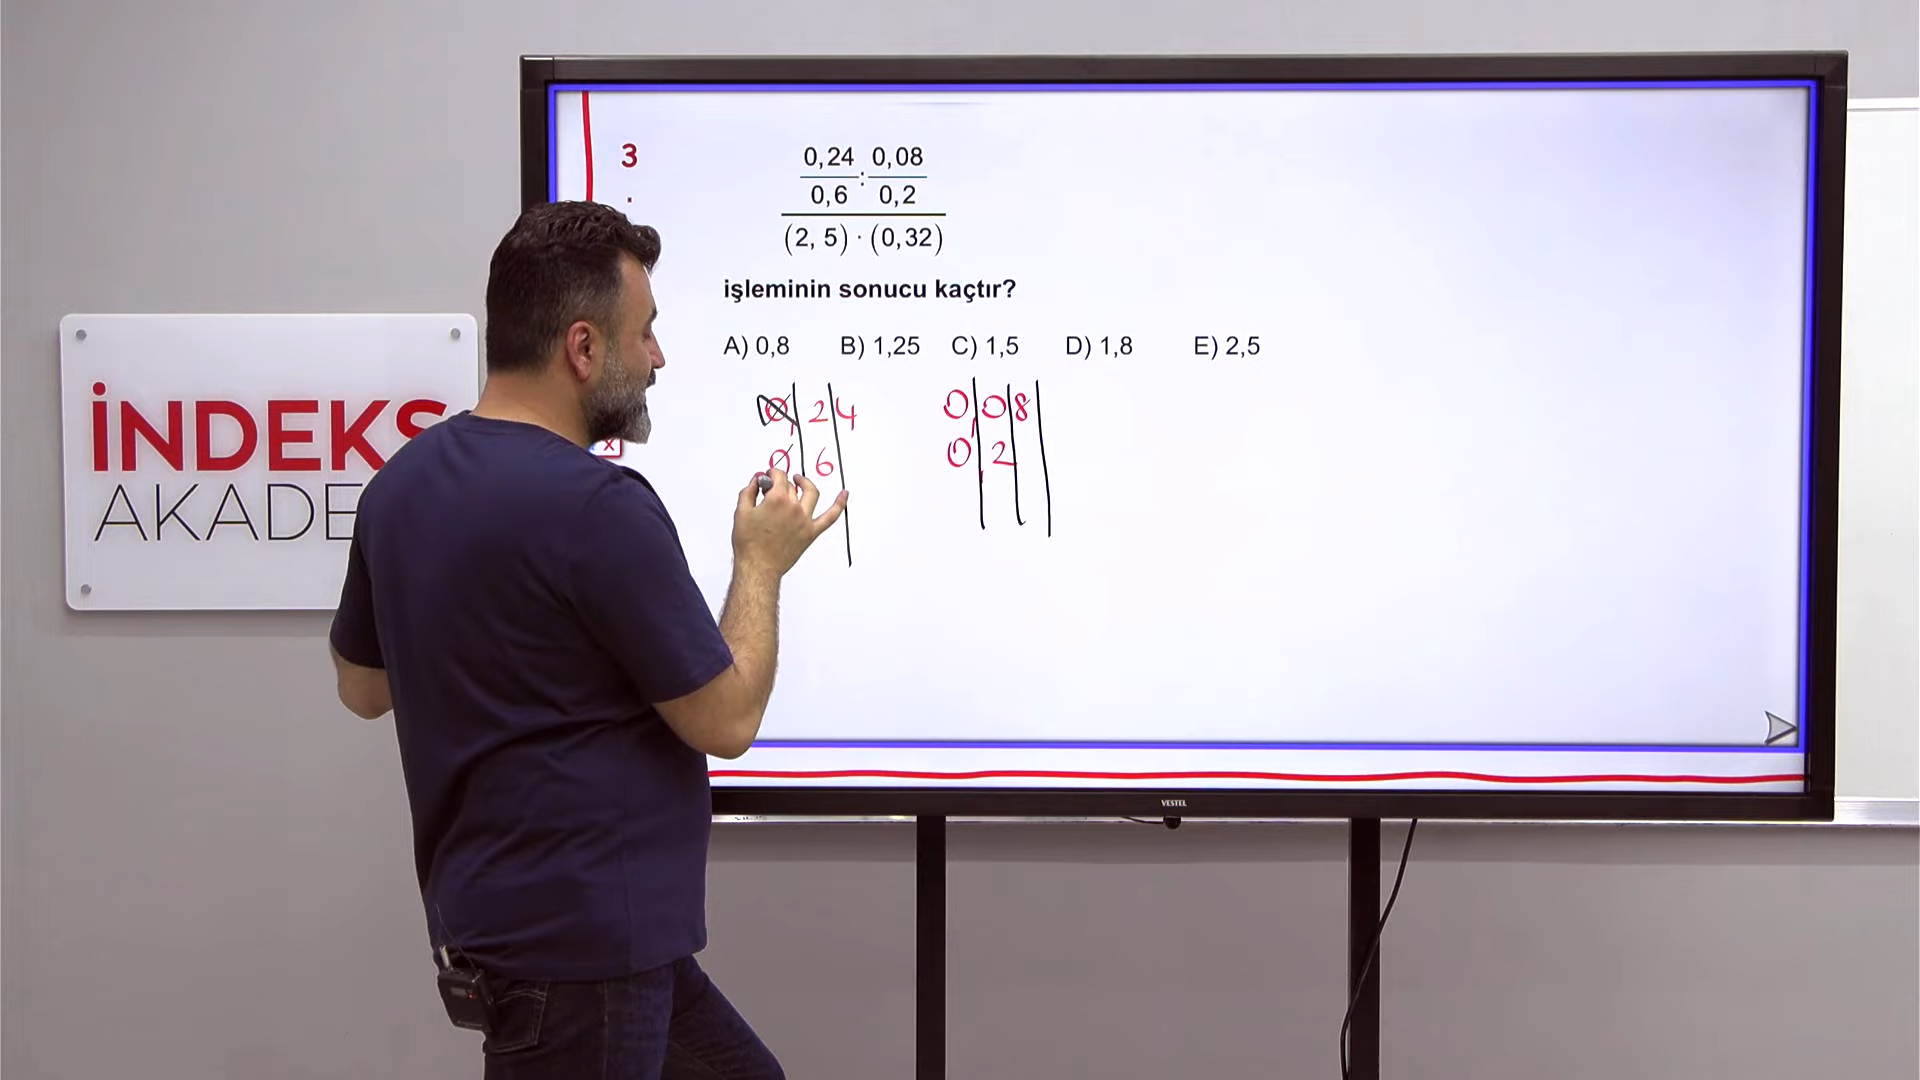 3
.
0,24 : 0,08
0,6 0,2
(2, 5) · (0,32)
işleminin sonucu kaçtır?
A) 0,8 B) 1,25 C) 1,5 D) 1,8 E) 2,5
0,24 0,08
0,6 0,2
x
İNDEKS
AKADE
VESTEL